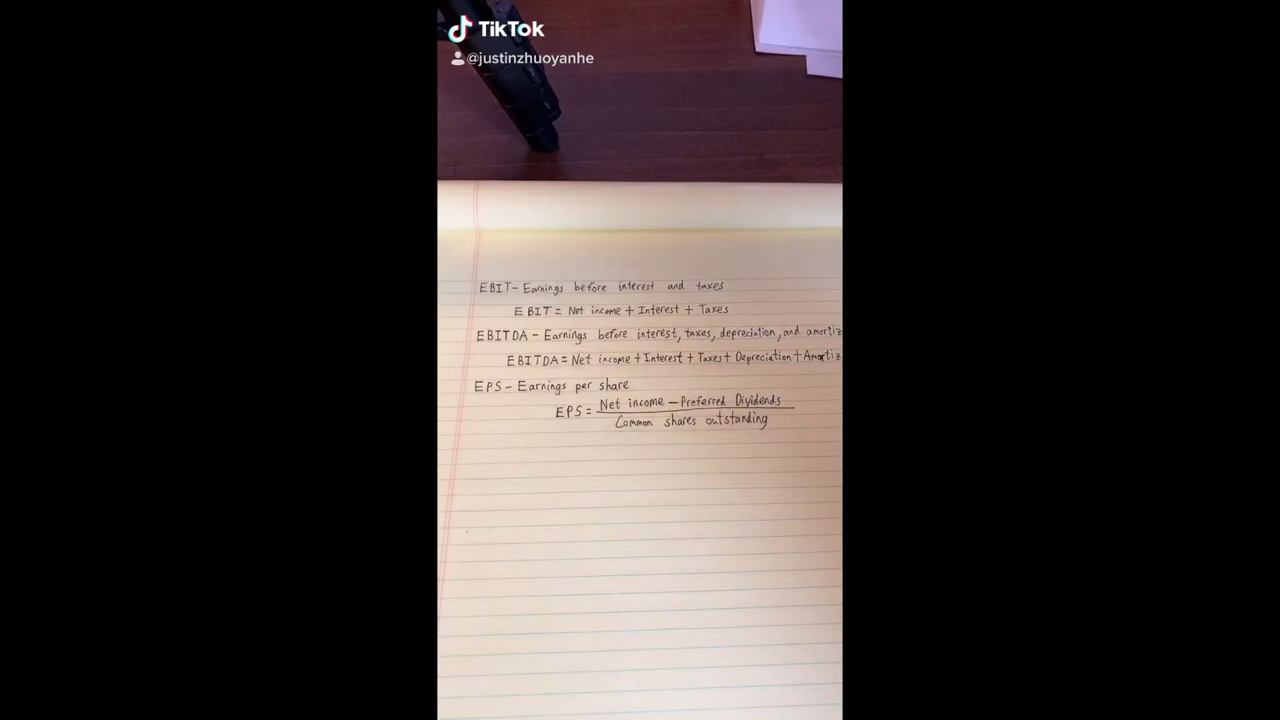 TikTok
@justinzhuoyanhe
EBIT - Earnings before interest and taxes
EBIT = Net income + Interest + Taxes
EBITDA - Earnings before interest, taxes, depreciation, and amortiz
EBITDA = Net income + Interest + Taxes + Depreciation + Amortiz
EPS - Earnings per share
EPS = Net income - Preferred Dividends
Common shares outstanding